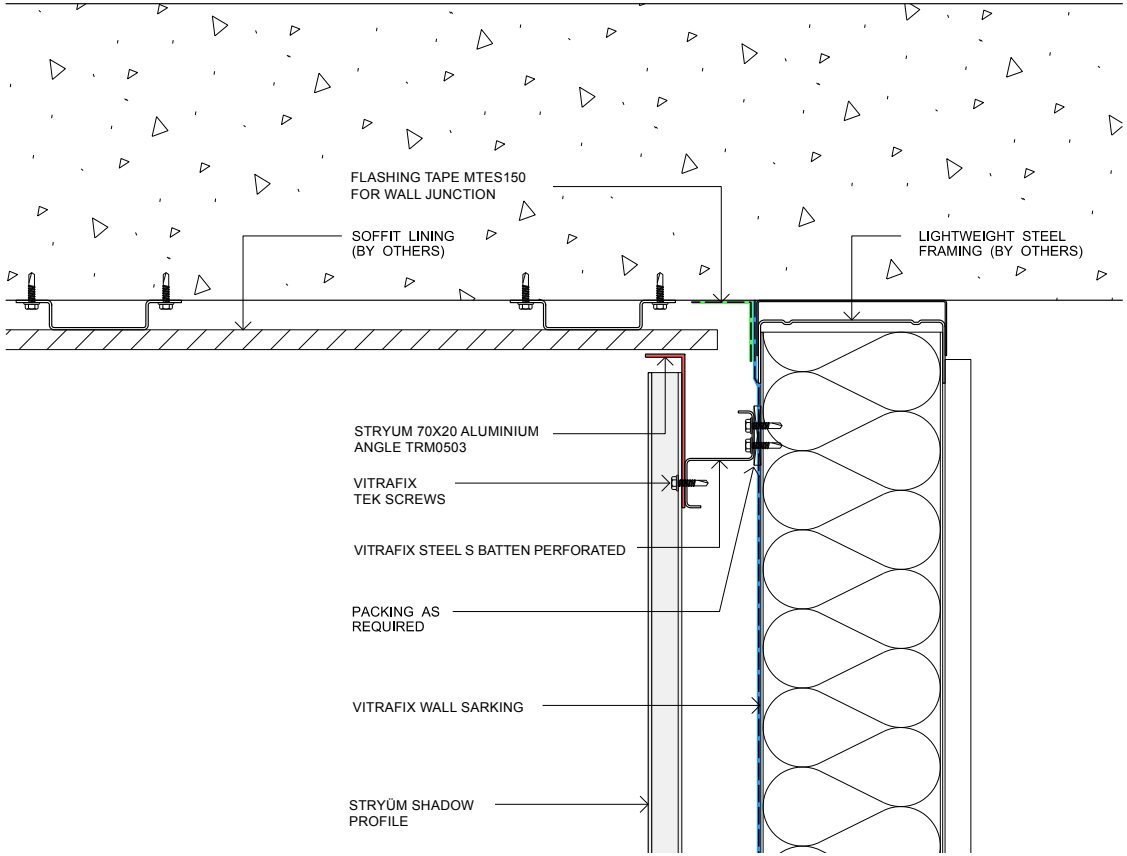 FLASHING TAPE MTES150
FOR WALL JUNCTION
SOFFIT LINING
(BY OTHERS)
LIGHTWEIGHT STEEL
FRAMING (BY OTHERS)
STRYUM 70X20 ALUMINIUM
ANGLE TRM0503
VITRAFIX
TEK SCREWS
VITRAFIX STEEL S BATTEN PERFORATED
PACKING AS
REQUIRED
VITRAFIX WALL SARKING
STRYÜM SHADOW
PROFILE